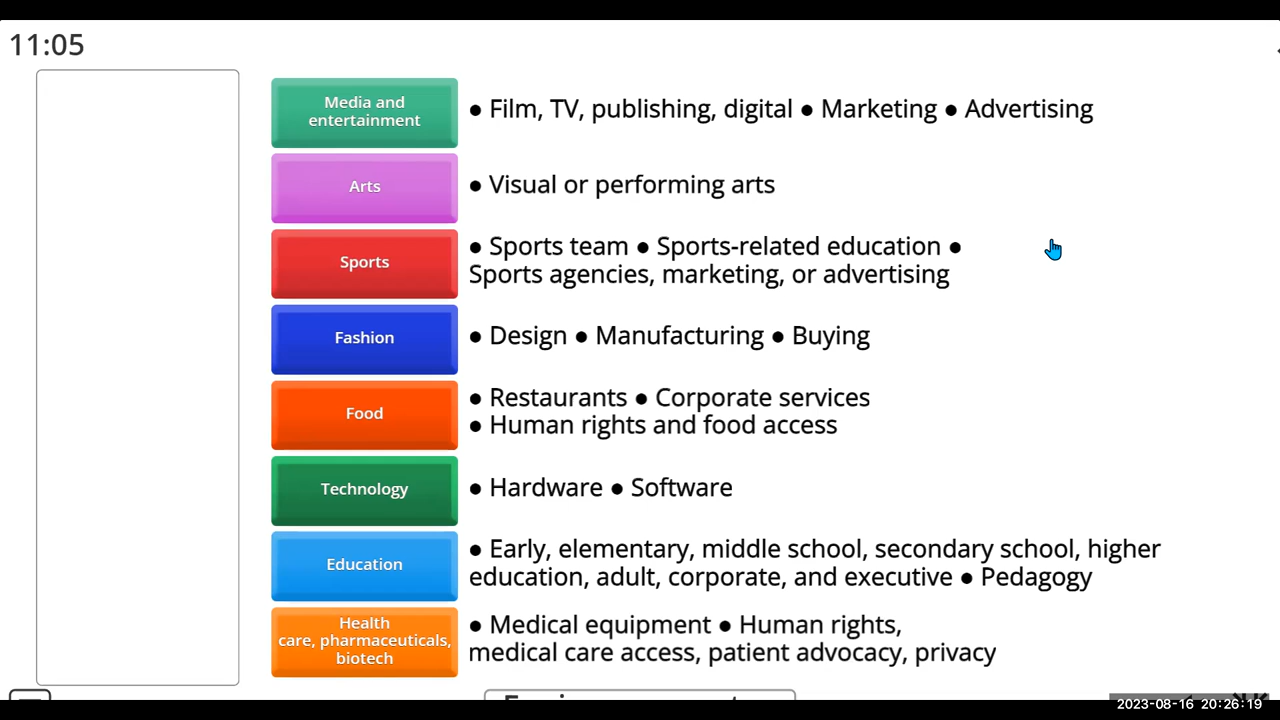 11:05
Media and
entertainment
● Film, TV, publishing, digital ● Marketing ● Advertising
Arts
● Visual or performing arts
Sports
● Sports team ● Sports-related education ●
Sports agencies, marketing, or advertising
Fashion
● Design ● Manufacturing ● Buying
Food
● Restaurants ● Corporate services
● Human rights and food access
Technology
● Hardware ● Software
Education
● Early, elementary, middle school, secondary school, higher
education, adult, corporate, and executive ● Pedagogy
Health
care, pharmaceuticals,
biotech
● Medical equipment ● Human rights,
medical care access, patient advocacy, privacy
2023-08-16 20:26:19